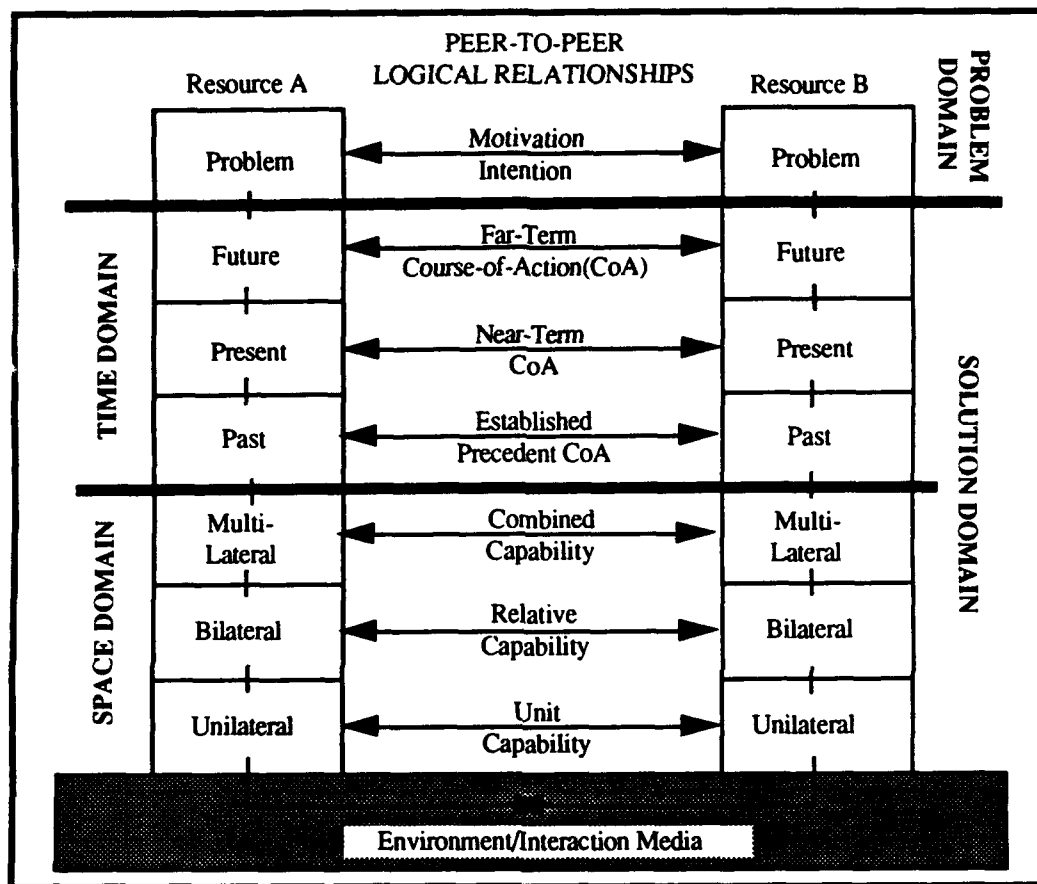 PEER-TO-PEER
LOGICAL RELATIONSHIPS
Resource A
Resource B
PROBLEM
DOMAIN
Problem
Motivation
Intention
Problem
TIME DOMAIN
Future
Far-Term
Course-of-Action(CoA)
Future
Present
Near-Term
CoA
Present
Past
Established
Precedent CoA
Past
SOLUTION DOMAIN
SPACE DOMAIN
Multi-
Lateral
Combined
Capability
Multi-
Lateral
Bilateral
Relative
Capability
Bilateral
Unilateral
Unit
Capability
Unilateral
Environment/Interaction Media